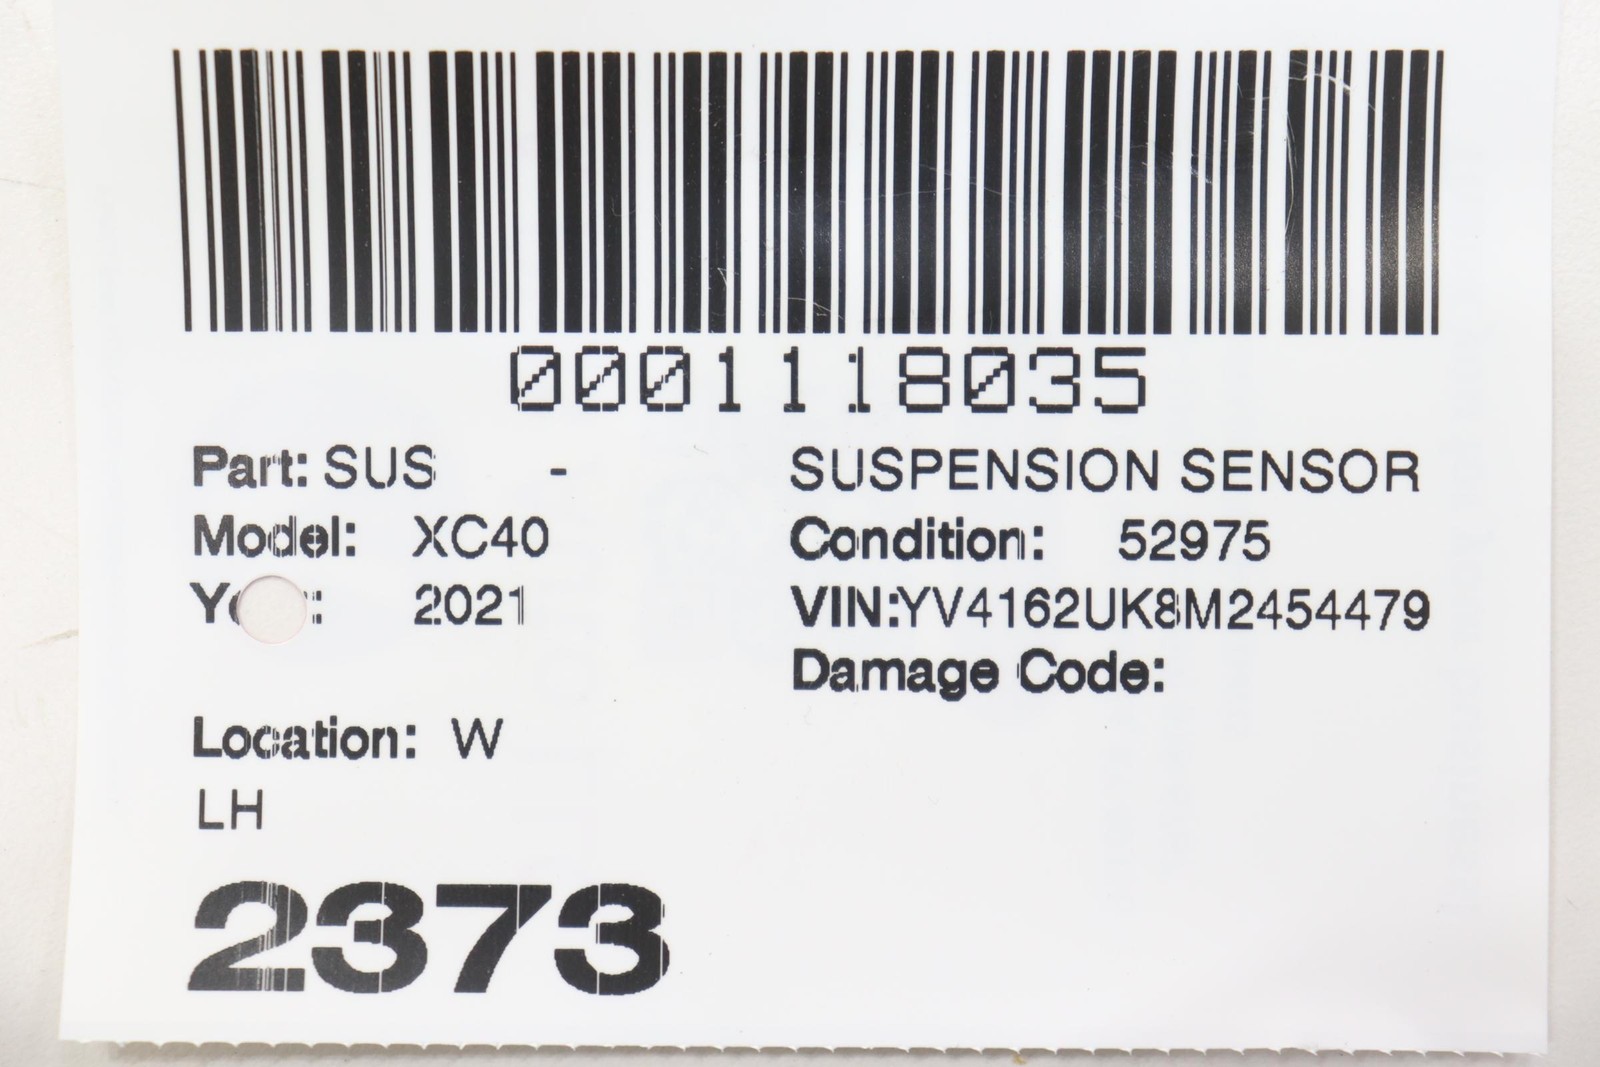 0001118035
Part: SUS - SUSPENSION SENSOR
Model: XC40 Condition: 52975
2021 VIN:YV4162UK8M2454479
Damage Code:
Location: W
LH
2373